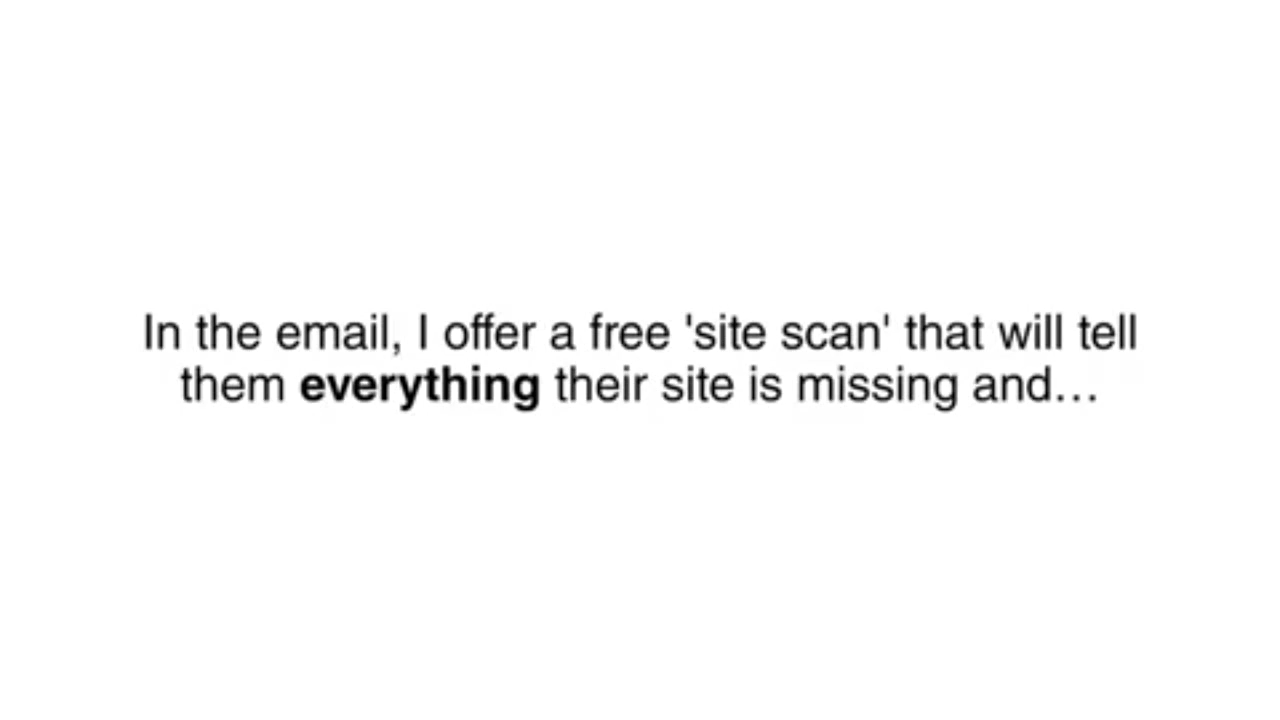 In the email, I offer a free 'site scan' that will tell
them everything their site is missing and…